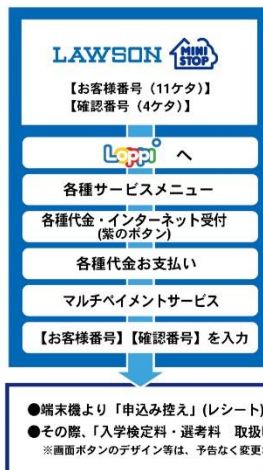 LAWSON MINI STOP
【お客様番号（11ケタ）】
【確認番号（4ケタ）】
Loppi へ
各種サービスメニュー
各種代金・インターネット受付
(紫のボタン)
各種代金お支払い
マルチペイメントサービス
【お客様番号】【確認番号】を入力
●端末機より「申込み控え」(レシート)
●その際、「入学検定料・選考料 取扱
※画面ボタンのデザイン等は、予告なく変更